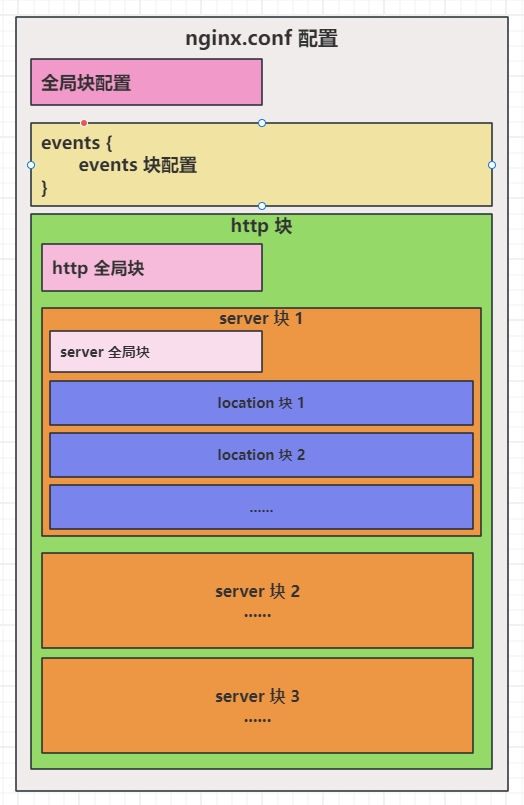 nginx.conf 配置
全局块配置
events {
events 块配置
}
http 块
http 全局块
server 块 1
server 全局块
location 块 1
location 块 2
......
server 块 2
......
server 块 3
......